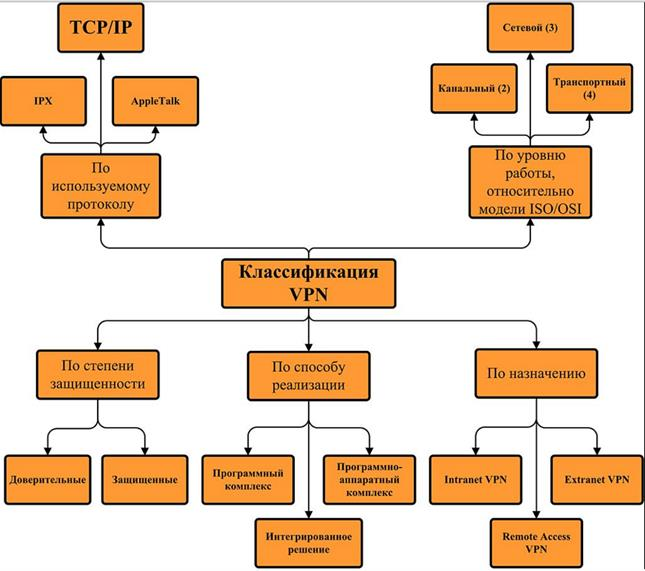 TCP/IP
Сетевой (3)
IPX
AppleTalk
Канальный (2)
Транспортный
(4)
По
используемому
протоколу
По уровню
работы,
относительно
модели ISO/OSI
Классификация
VPN
По степени
защищенности
По способу
реализации
По назначению
Доверительные
Защищенные
Программный
комплекс
Программно-
аппаратный
комплекс
Intranet VPN
Extranet VPN
Интегрированное
решение
Remote Access
VPN